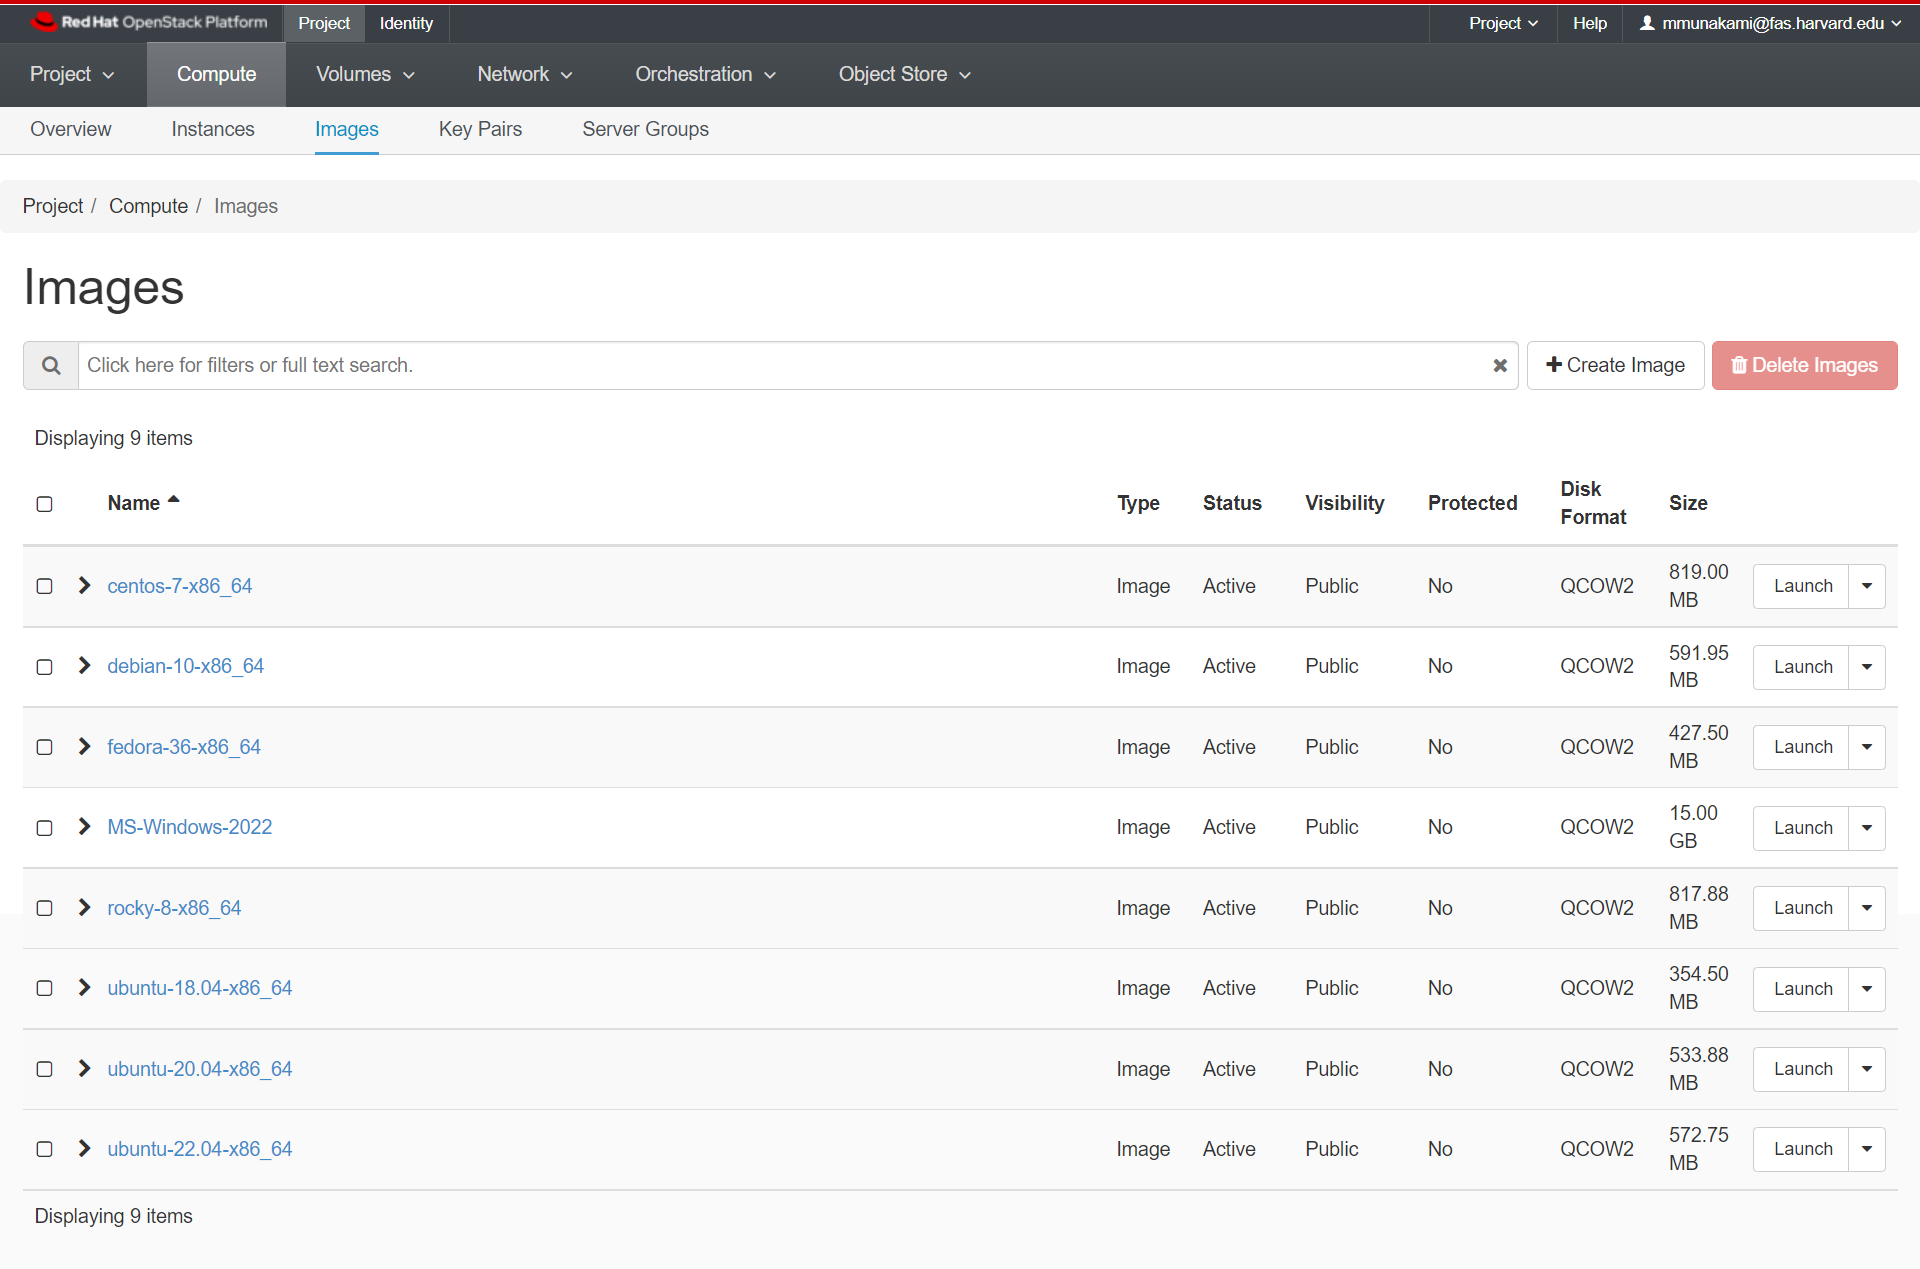 Red Hat OpenStack Platform Project Identity Project Help mmunakami@fas.harvard.edu
Project Compute Volumes Network Orchestration Object Store
Overview Instances Images Key Pairs Server Groups
Project / Compute / Images
Images
Click here for filters or full text search. Create Image Delete Images
Displaying 9 items
Name Type Status Visibility Protected Disk Format Size
centos-7-x86_64 Image Active Public No QCOW2 819.00 MB Launch
debian-10-x86_64 Image Active Public No QCOW2 591.95 MB Launch
fedora-36-x86_64 Image Active Public No QCOW2 427.50 MB Launch
MS-Windows-2022 Image Active Public No QCOW2 15.00 GB Launch
rocky-8-x86_64 Image Active Public No QCOW2 817.88 MB Launch
ubuntu-18.04-x86_64 Image Active Public No QCOW2 354.50 MB Launch
ubuntu-20.04-x86_64 Image Active Public No QCOW2 533.88 MB Launch
ubuntu-22.04-x86_64 Image Active Public No QCOW2 572.75 MB Launch
Displaying 9 items